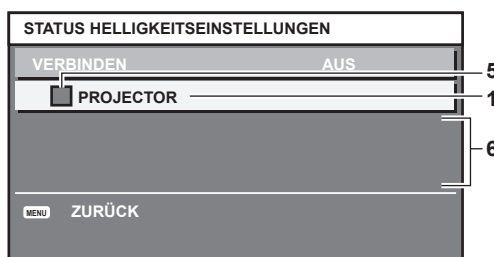 STATUS HELLIGKEITSEINSTELLUNGEN
VERBINDEN AUS
5
PROJECTOR
1
6
MENU ZURÜCK